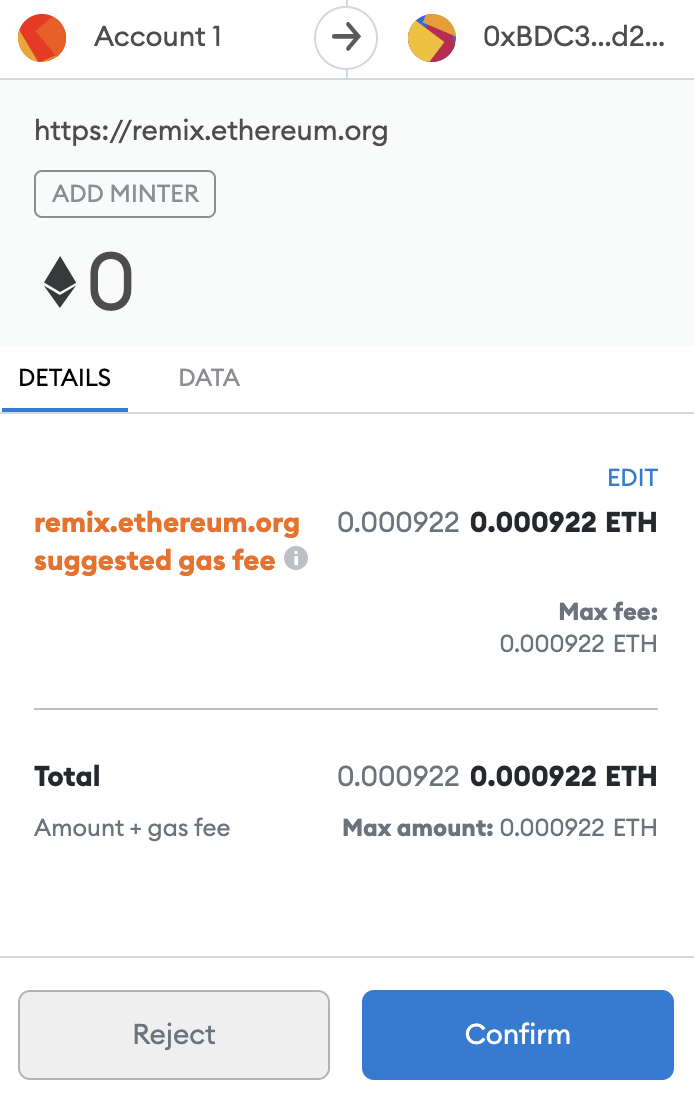 Account 1
0xBDC3...d2...
https://remix.ethereum.org
ADD MINTER
0
DETAILS
DATA
EDIT
remix.ethereum.org 0.000922 0.000922 ETH
suggested gas fee
Max fee:
0.000922 ETH
Total 0.000922 0.000922 ETH
Amount + gas fee Max amount: 0.000922 ETH
Reject
Confirm